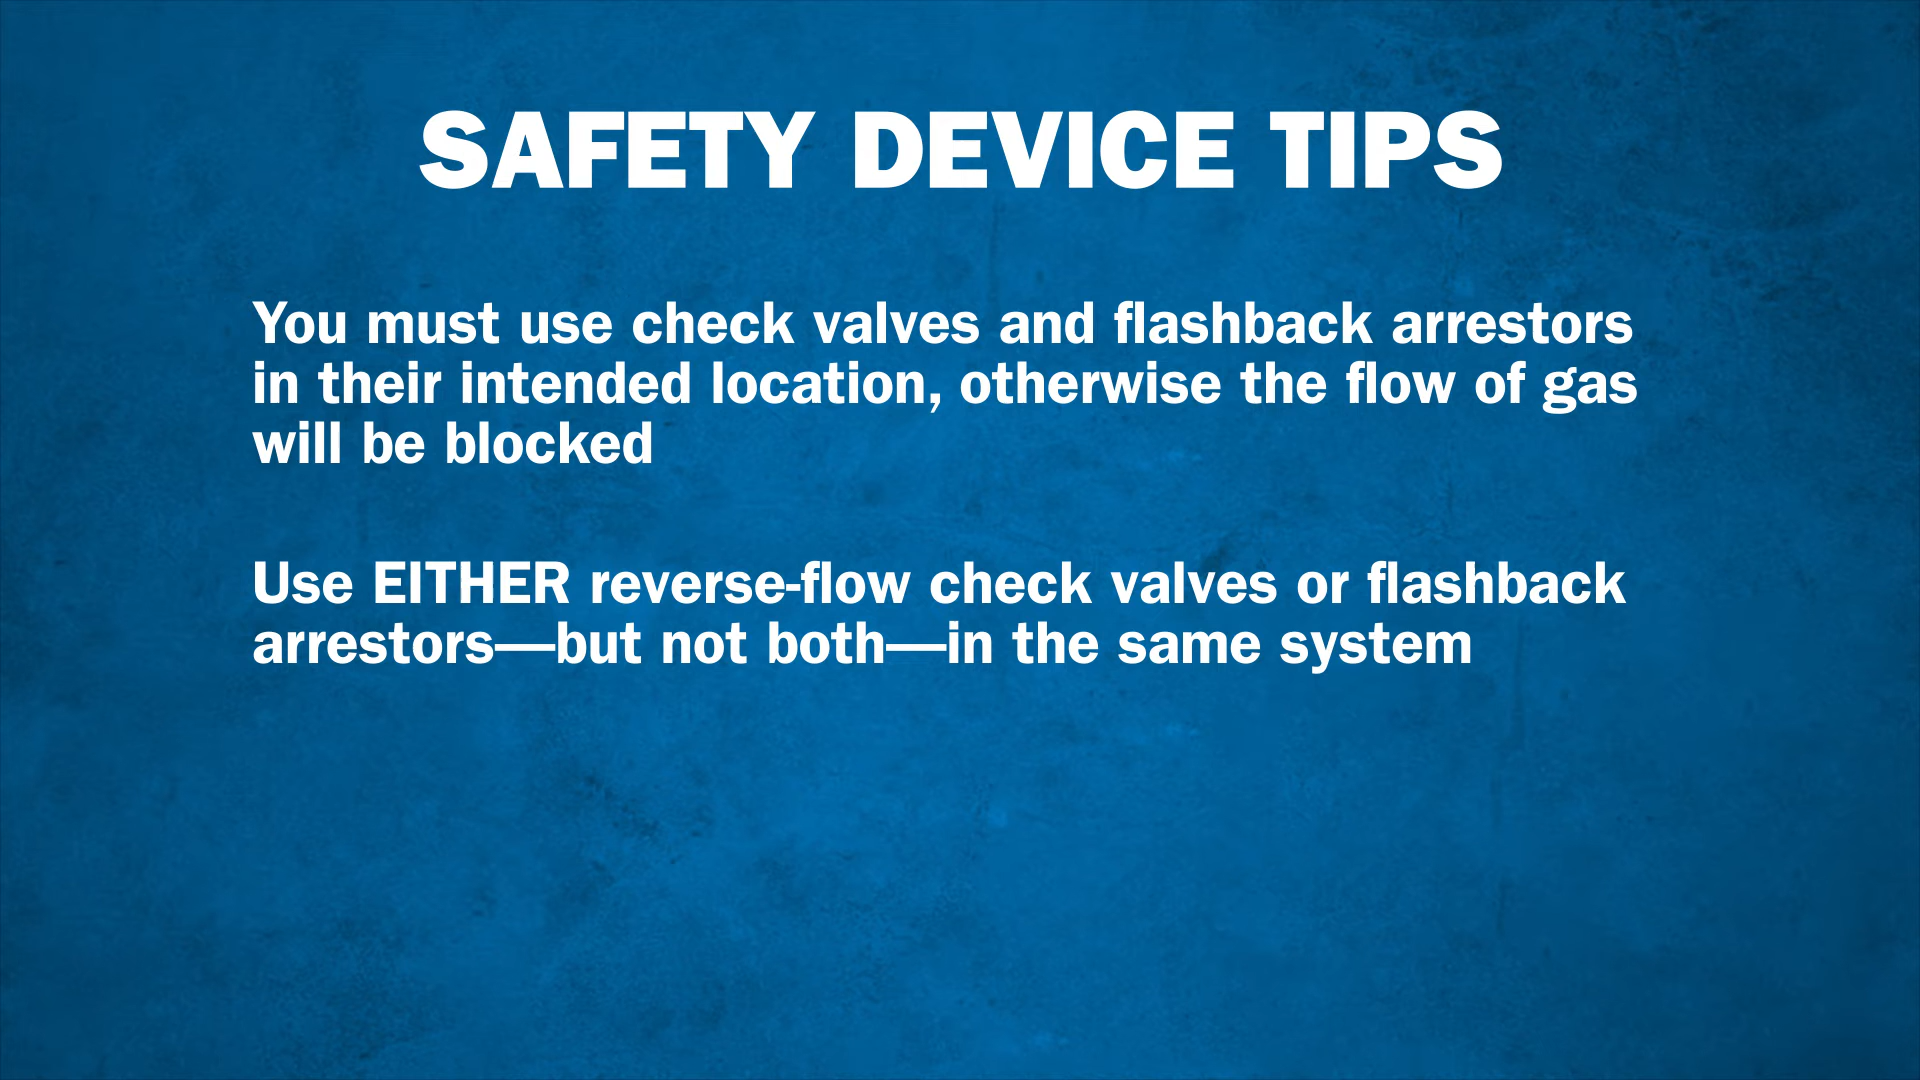 SAFETY DEVICE TIPS
You must use check valves and flashback arrestors
in their intended location, otherwise the flow of gas
will be blocked
Use EITHER reverse-flow check valves or flashback
arrestors—but not both—in the same system